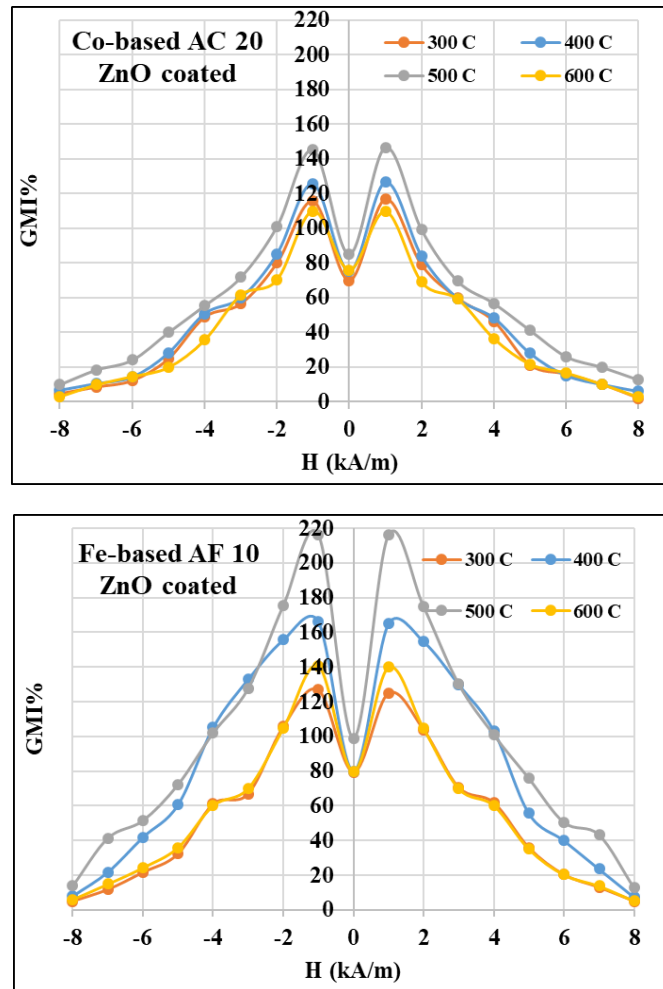 Co-based AC 20
ZnO coated
300 C
400 C
500 C
600 C
GMI%
220
200
180
160
140
120
100
80
60
40
20
0
-8 -6 -4 -2 0 2 4 6 8
H (kA/m)
Fe-based AF 10
ZnO coated
300 C
400 C
500 C
600 C
GMI%
220
200
180
160
140
120
100
80
60
40
20
0
-8 -6 -4 -2 0 2 4 6 8
H (kA/m)